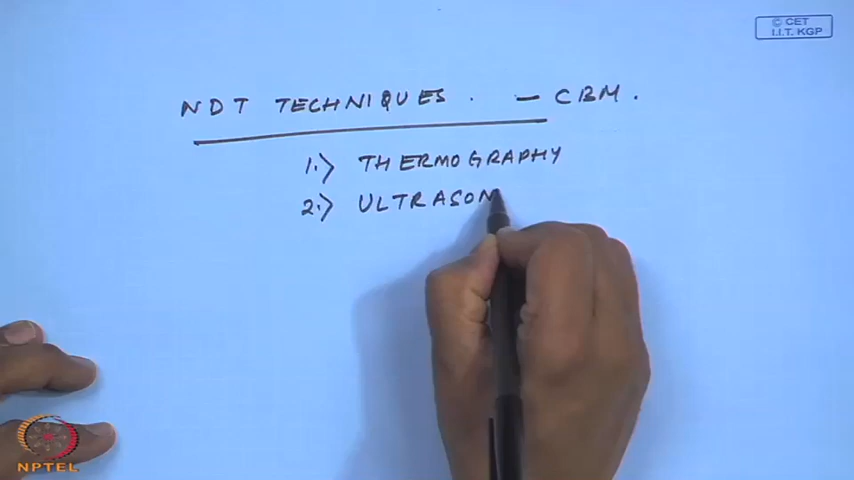 © CET
I.I.T. KGP
NDT TECHNIQUES. - CBM.
1.) THERMOGRAPHY
2.) ULTRASON
NPTEL